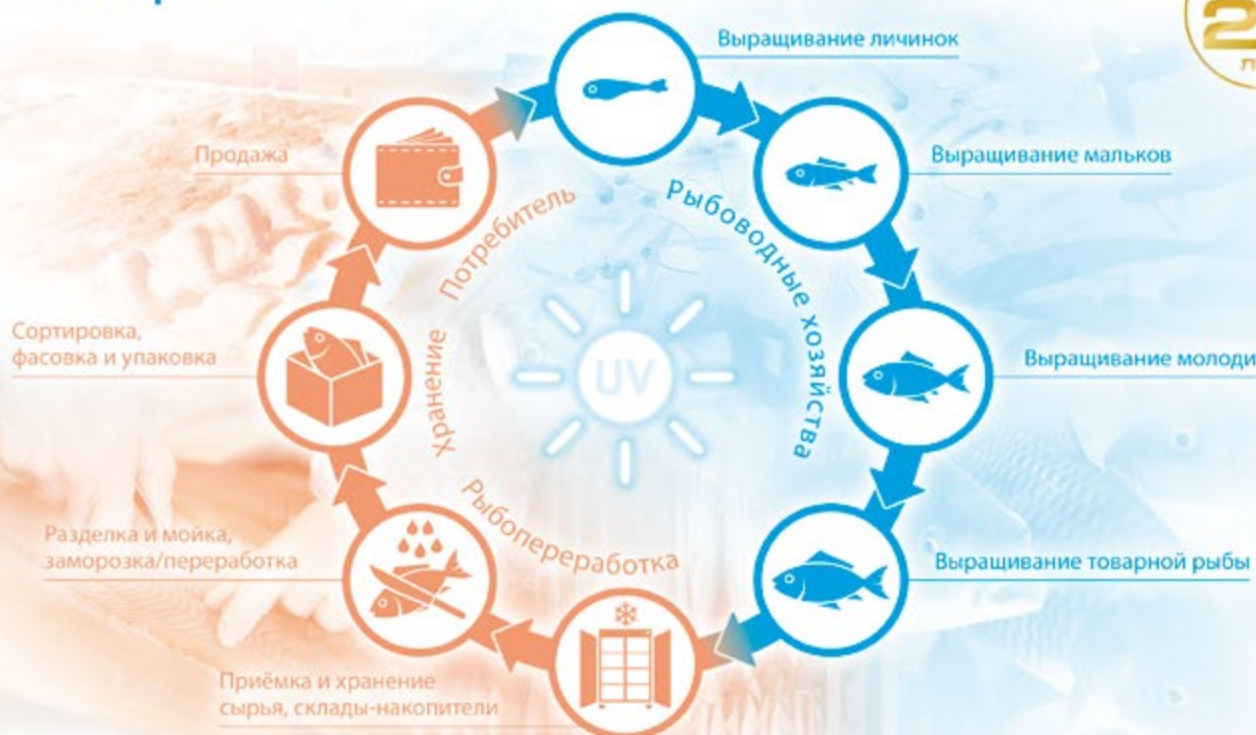 Выращивание личинок
Выращивание мальков
Выращивание молоди
Выращивание товарной рыбы
Приёмка и хранение
сырья, склады-накопители
Разделка и мойка,
заморозка/переработка
Сортировка,
фасовка и упаковка
Продажа
Рыбоводные хозяйства
Рыбопереработка
Хранение
Потребитель
UV